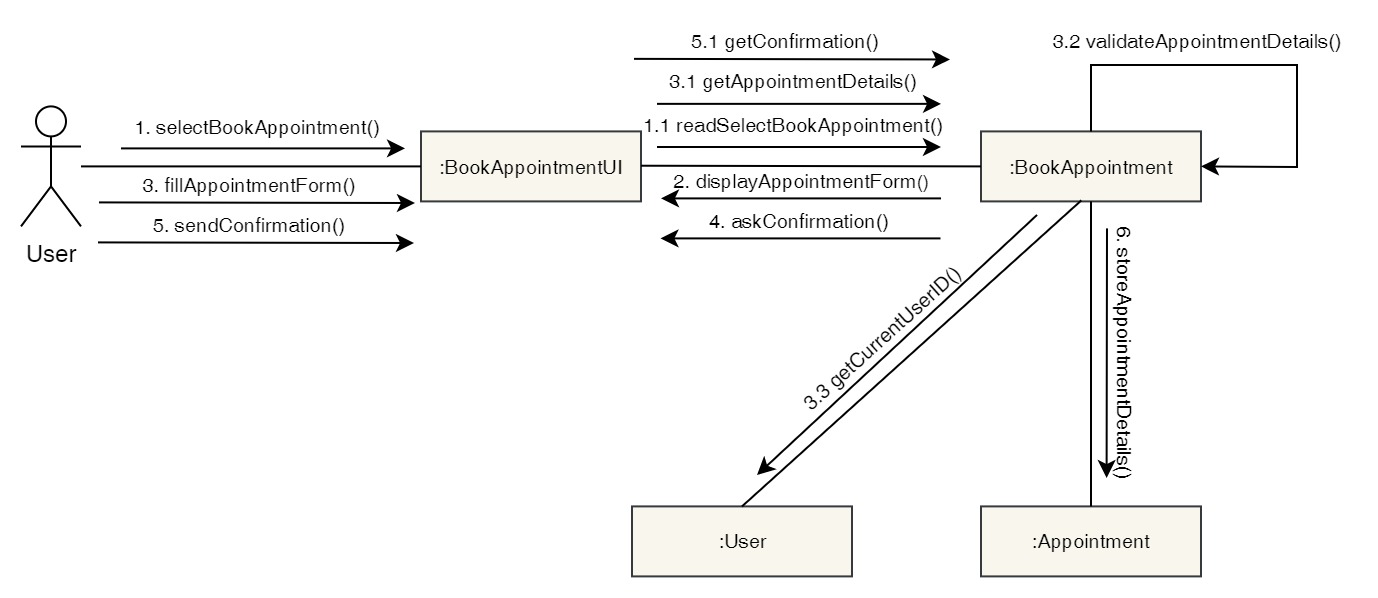 5.1 getConfirmation()
3.2 validateAppointmentDetails()
3.1 getAppointmentDetails()
1. selectBookAppointment()
1.1 readSelectBookAppointment()
:BookAppointmentUI
:BookAppointment
3. fillAppointmentForm()
2. displayAppointmentForm()
5. sendConfirmation()
4. askConfirmation()
User
3.3 getCurrentUserID()
6. storeAppointmentDetails()
:User
:Appointment